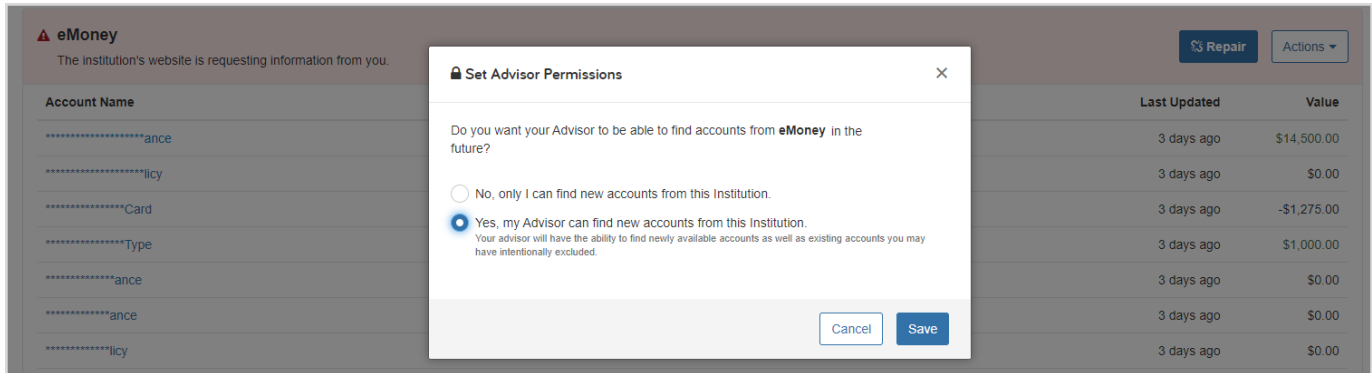 eMoney
The institution's website is requesting information from you.
Repair
Actions
Set Advisor Permissions
Account Name
Last Updated
Value
Do you want your Advisor to be able to find accounts from eMoney in the
future?
No, only I can find new accounts from this Institution.
Yes, my Advisor can find new accounts from this Institution.
Your advisor will have the ability to find newly available accounts as well as existing accounts you may
have intentionally excluded.
Cancel
Save
*********************ance
3 days ago
$14,500.00
*********************licy
3 days ago
$0.00
*****************Card
3 days ago
-$1,275.00
*****************Type
3 days ago
$1,000.00
***************ance
3 days ago
$0.00
**************ance
3 days ago
$0.00
**************licy
3 days ago
$0.00